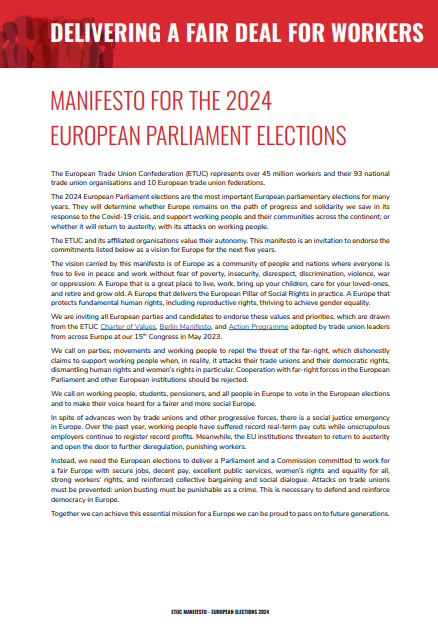 DELIVERING A FAIR DEAL FOR WORKERS
MANIFESTO FOR THE 2024
EUROPEAN PARLIAMENT ELECTIONS
The European Trade Union Confederation (ETUC) represents over 45 million workers and their 93 national
trade union organisations and 10 European trade union federations.
The 2024 European Parliament elections are the most important European parliamentary elections for many
years. They will determine whether Europe remains on the path of progress and solidarity we saw in its
response to the Covid-19 crisis, and support working people and their communities across the continent; or
whether it will return to austerity, with its attacks on working people.
The ETUC and its affiliated organisations value their autonomy. This manifesto is an invitation to endorse the
commitments listed below as a vision for Europe for the next five years.
The vision carried by this manifesto is of Europe as a community of people and nations where everyone is
free to live in peace and work without fear of poverty, insecurity, disrespect, discrimination, violence, war
or oppression: A Europe that is a great place to live, work, bring up your children, care for your loved-ones,
and retire and grow old. A Europe that delivers the European Pillar of Social Rights in practice. A Europe that
protects fundamental human rights, including reproductive rights, thriving to achieve gender equality.
We are inviting all European parties and candidates to endorse these values and priorities, which are drawn
from the ETUC Charter of Values, Berlin Manifesto, and Action Programme adopted by trade union leaders
from across Europe at our 15th Congress in May 2023.
We call on parties, movements and working people to repel the threat of the far-right, which dishonestly
claims to support working people when, in reality, it attacks their trade unions and their democratic rights,
dismantling human rights and women's rights in particular. Cooperation with far-right forces in the European
Parliament and other European institutions should be rejected.
We call on working people, students, pensioners, and all people in Europe to vote in the European elections
and to make their voice heard for a fairer and more social Europe.
In spite of advances won by trade unions and other progressive forces, there is a social justice emergency
in Europe. Over the past year, working people have suffered record real-term pay cuts while unscrupulous
employers continue to register record profits. Meanwhile, the EU institutions threaten to return to austerity
and open the door to further deregulation, punishing workers.
Instead, we need the European elections to deliver a Parliament and a Commission committed to work for
a fair Europe with secure jobs, decent pay, excellent public services, women's rights and equality for all,
strong workers' rights, and reinforced collective bargaining and social dialogue. Attacks on trade unions
must be prevented: union busting must be punishable as a crime. This is necessary to defend and reinforce
democracy in Europe.
Together we can achieve this essential mission for a Europe we can be proud to pass on to future generations.
ETUC MANIFESTO - EUROPEAN ELECTIONS 2024